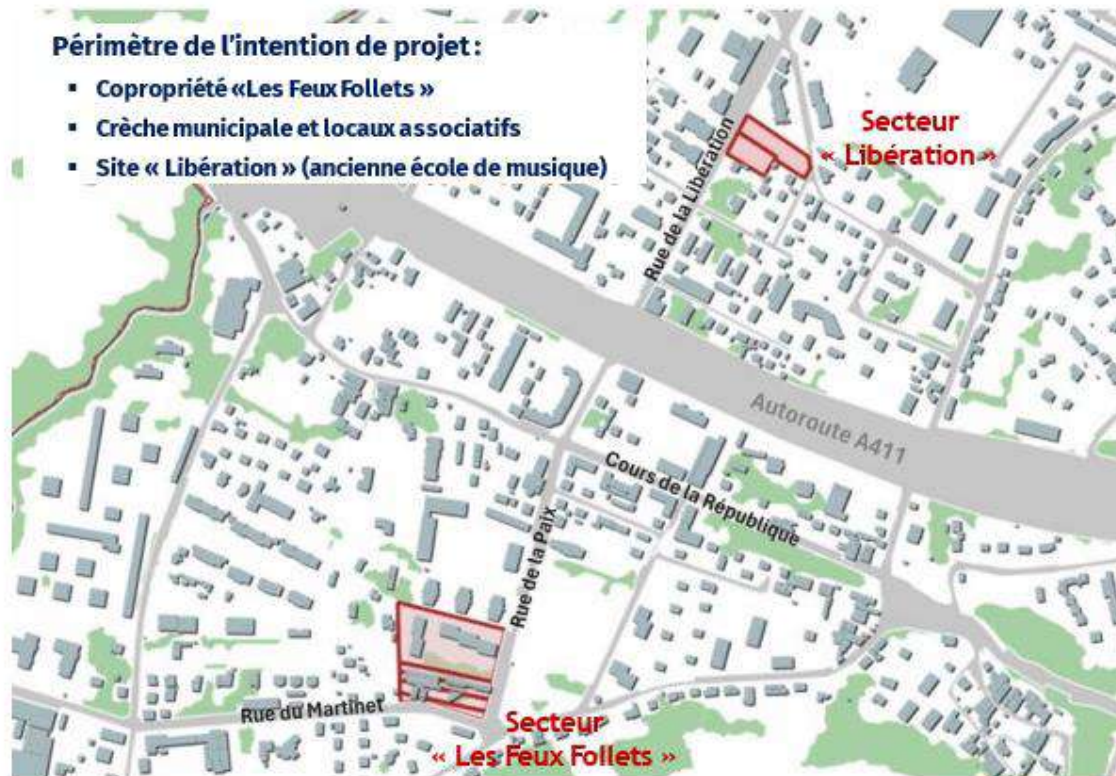 Périmètre de l'intention de projet :
▪ Copropriété «Les Feux Follets »
▪ Crèche municipale et locaux associatifs
▪ Site « Libération » (ancienne école de musique)
Secteur
« Libération »
Rue de la Libération
Autoroute A411
Cours de la République
Rue de la Paix
Rue du Martinet
Secteur
« Les Feux Follets »